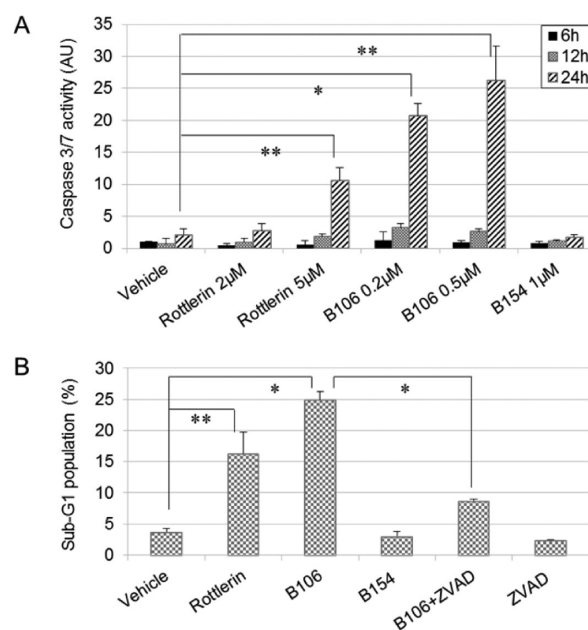 A
Caspase 3/7 activity (AU)
35
30
25
20
15
10
5
0
**
*
**
6h
12h
24h
Vehicle
Rottlerin 2µM
Rottlerin 5µM
B106 0.2µM
B106 0.5µM
B154 1µM
B
Sub-G1 population (%)
30
25
20
15
10
5
0
*
*
**
Vehicle
Rottlerin
B106
B154
B106+ZVAD
ZVAD